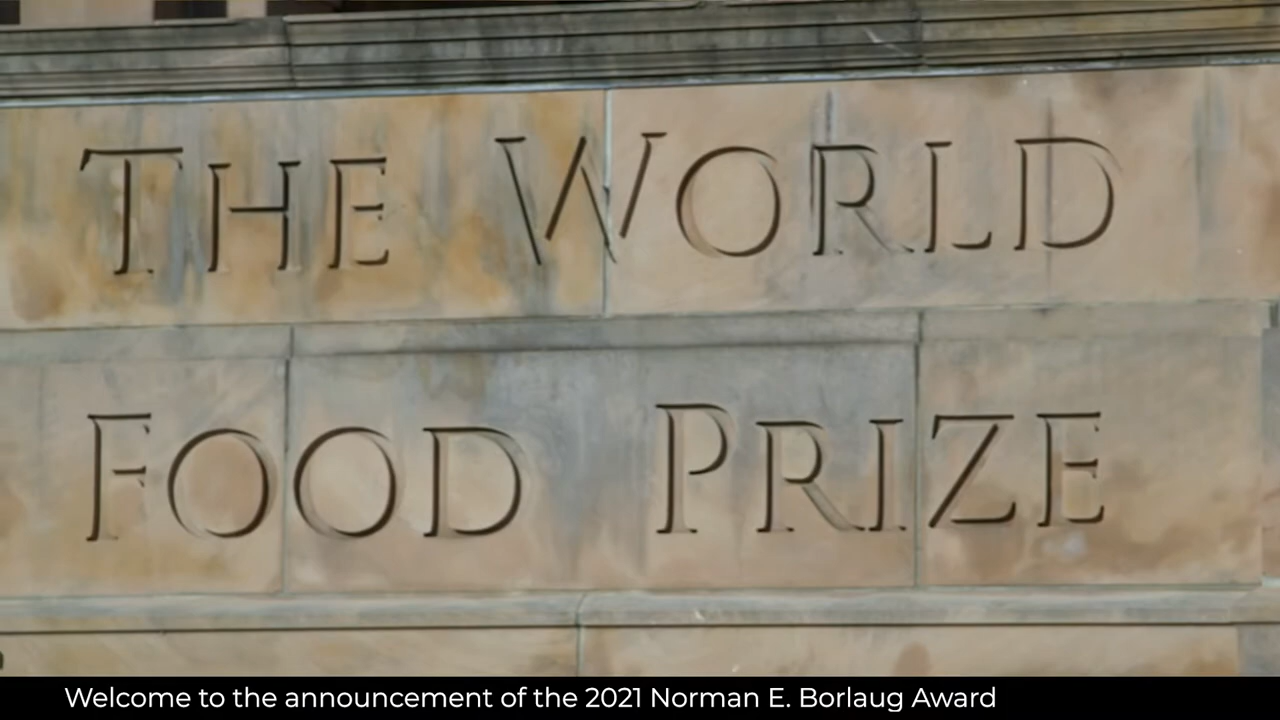 THE WORLD
FOOD PRIZE
Welcome to the announcement of the 2021 Norman E. Borlaug Award